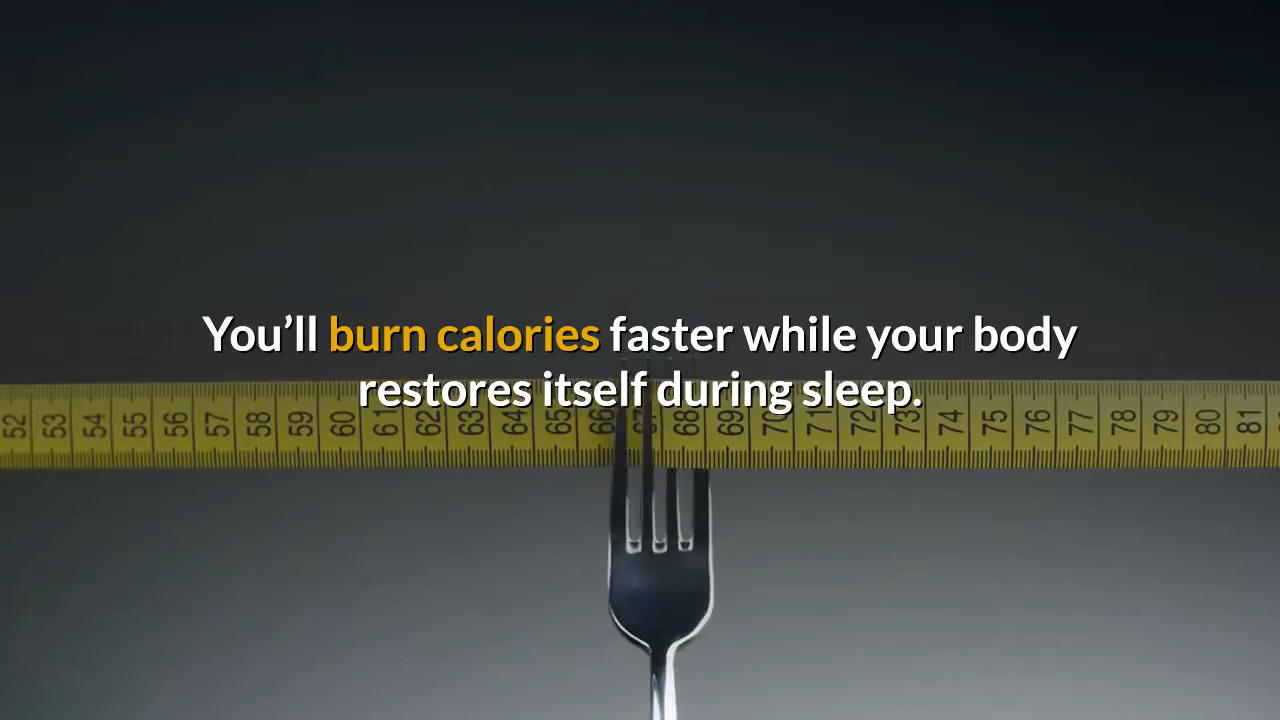 You’ll burn calories faster while your body
restores itself during sleep.
52 53 54 55 56 57 58 59 60 61 62 63 64 65 66 68 69 70 71 72 73 74 75 76 77 78 79 80 81